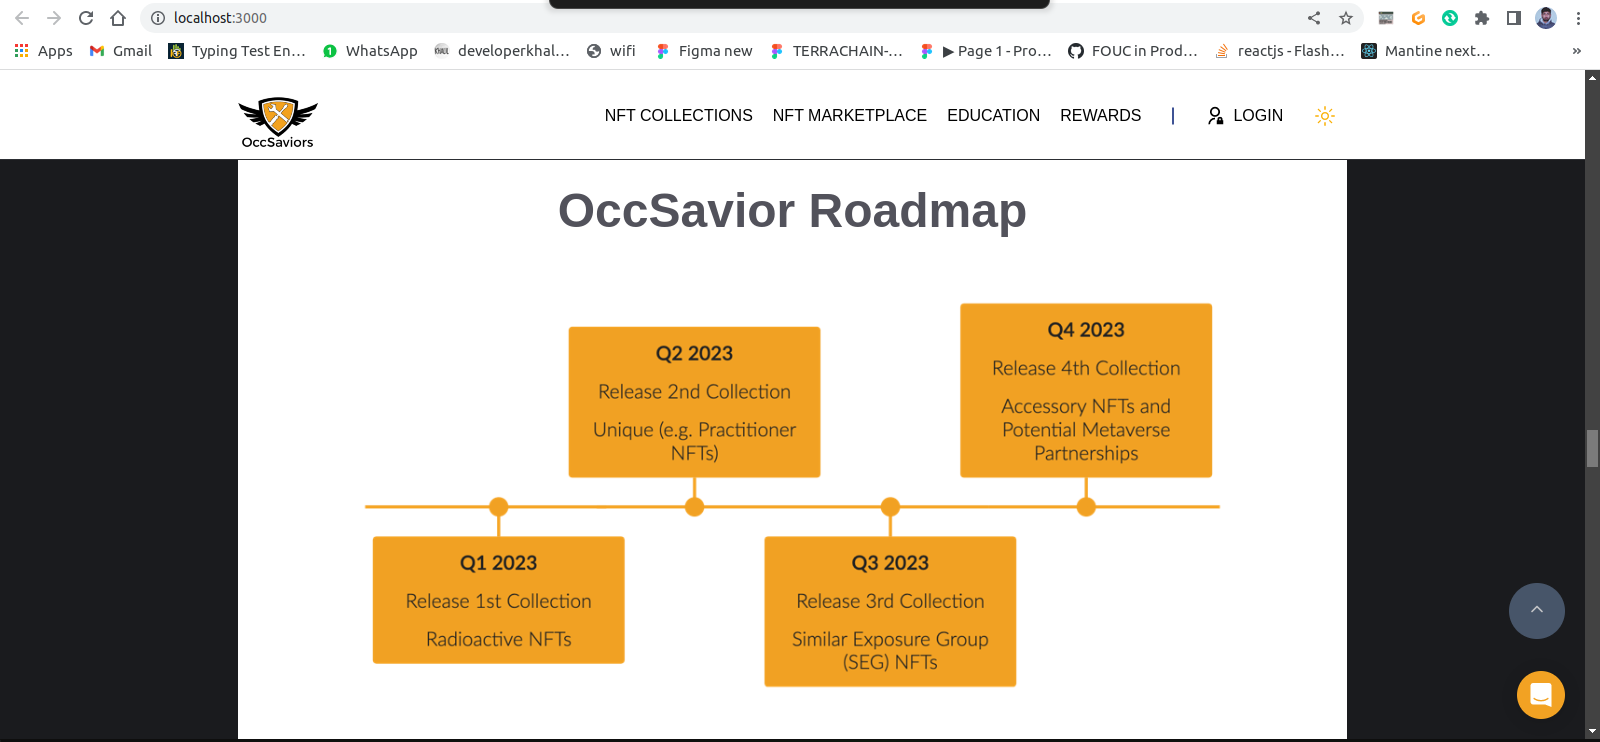 localhost:3000
Apps
Gmail
Typing Test En...
WhatsApp
developerkhal...
wifi
Figma new
TERRACHAIN-...
▶ Page 1 - Pro...
FOUC in Prod...
reactjs - Flash...
Mantine next...
»
OccSaviors
NFT COLLECTIONS
NFT MARKETPLACE
EDUCATION
REWARDS
LOGIN
OccSavior Roadmap
Q1 2023
Release 1st Collection
Radioactive NFTs
Q2 2023
Release 2nd Collection
Unique (e.g. Practitioner
NFTs)
Q3 2023
Release 3rd Collection
Similar Exposure Group
(SEG) NFTs
Q4 2023
Release 4th Collection
Accessory NFTs and
Potential Metaverse
Partnerships